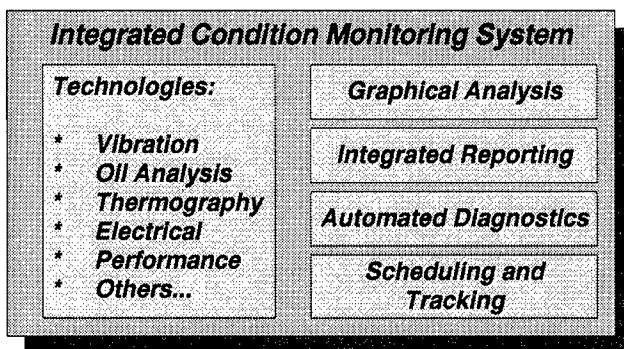 Integrated Condition Monitoring System
Technologies:
* Vibration
* Oil Analysis
* Thermography
* Electrical
* Performance
* Others...
Graphical Analysis
Integrated Reporting
Automated Diagnostics
Scheduling and
Tracking